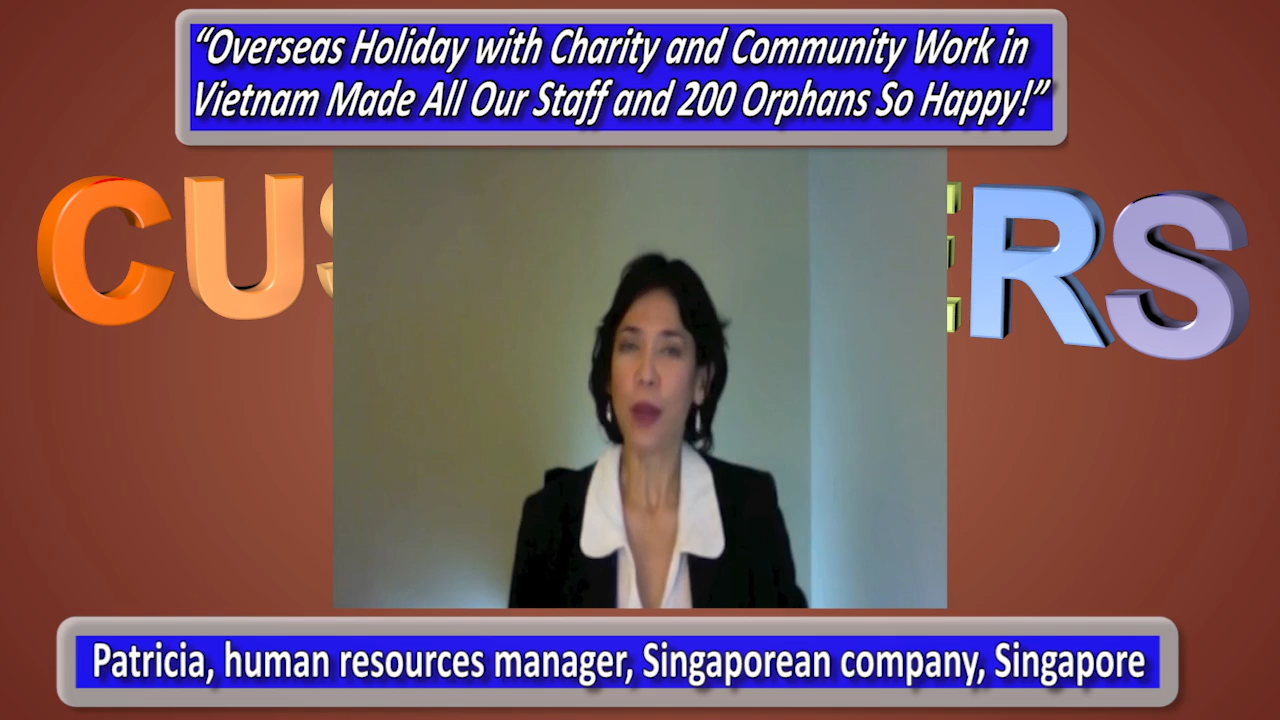 “Overseas Holiday with Charity and Community Work in
Vietnam Made All Our Staff and 200 Orphans So Happy!”
CUS ERS
Patricia, human resources manager, Singaporean company, Singapore